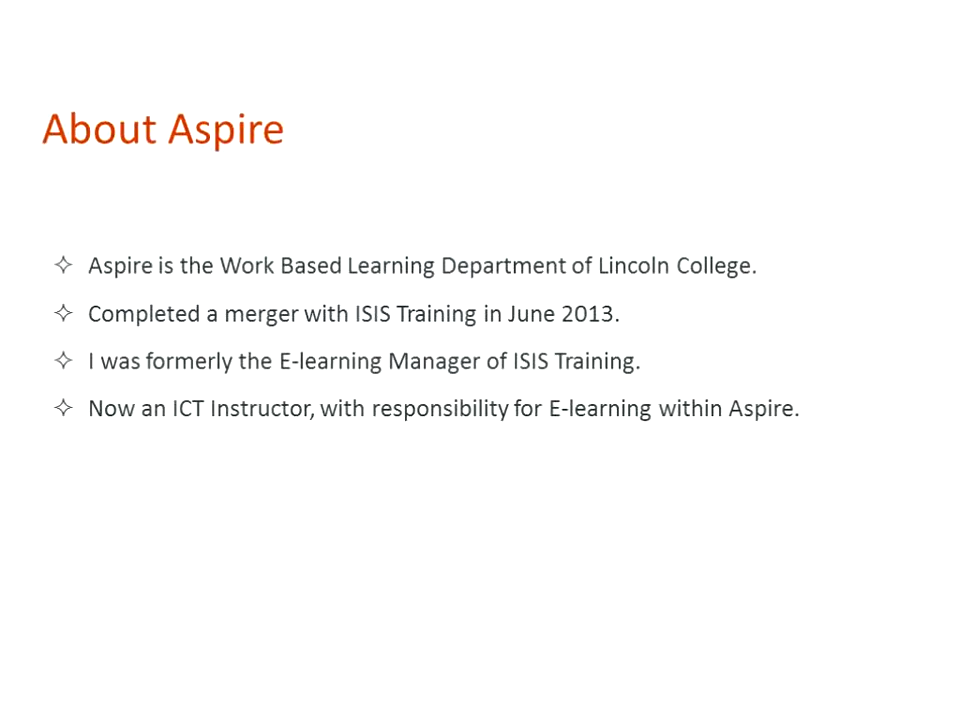 About Aspire
Aspire is the Work Based Learning Department of Lincoln College.
Completed a merger with ISIS Training in June 2013.
I was formerly the E-learning Manager of ISIS Training.
Now an ICT Instructor, with responsibility for E-learning within Aspire.